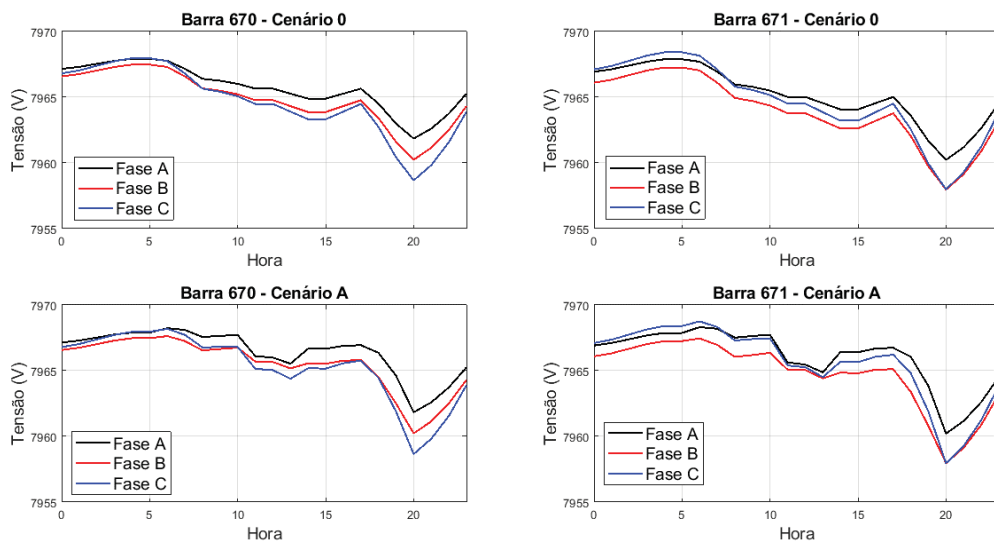 Barra 670 - Cenário 0
7970
7965
7960
7955
Tensão (V)
Fase A
Fase B
Fase C
0 5 10 15 20
Hora
Barra 671 - Cenário 0
7970
7965
7960
7955
Tensão (V)
Fase A
Fase B
Fase C
0 5 10 15 20
Hora
Barra 670 - Cenário A
7970
7965
7960
7955
Tensão (V)
Fase A
Fase B
Fase C
0 5 10 15 20
Hora
Barra 671 - Cenário A
7970
7965
7960
7955
Tensão (V)
Fase A
Fase B
Fase C
0 5 10 15 20
Hora